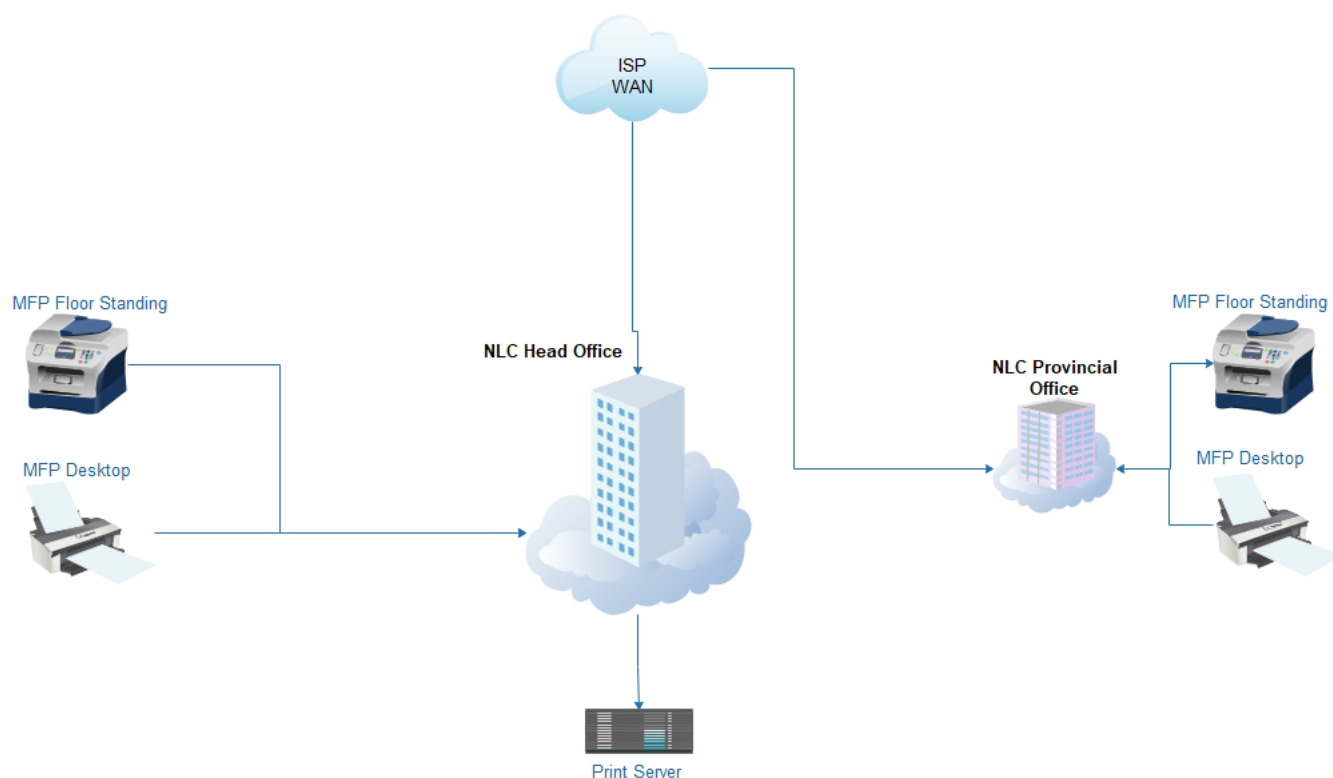 ISP
WAN
MFP Floor Standing
NLC Head Office
MFP Floor Standing
NLC Provincial
Office
MFP Desktop
MFP Desktop
Print Server